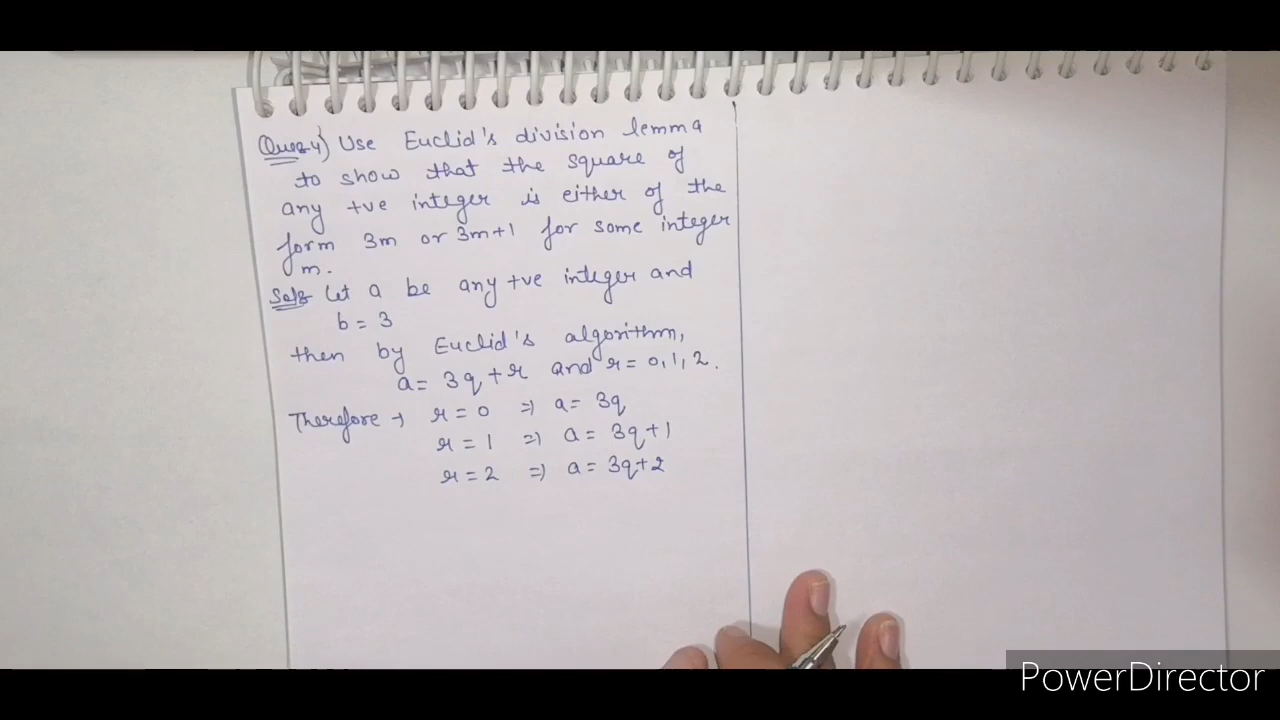 Ques 4) Use Euclid's division lemma
to show that the square of
any +ve integer is either of the
form 3m or 3m+1 for some integer
m.
Sol: Let a be any +ve integer and
b = 3
then by Euclid's algorithm,
a = 3q + r and r = 0, 1, 2.
Therefore → r = 0 => a = 3q
r = 1 => a = 3q+1
r = 2 => a = 3q+2
PowerDirector